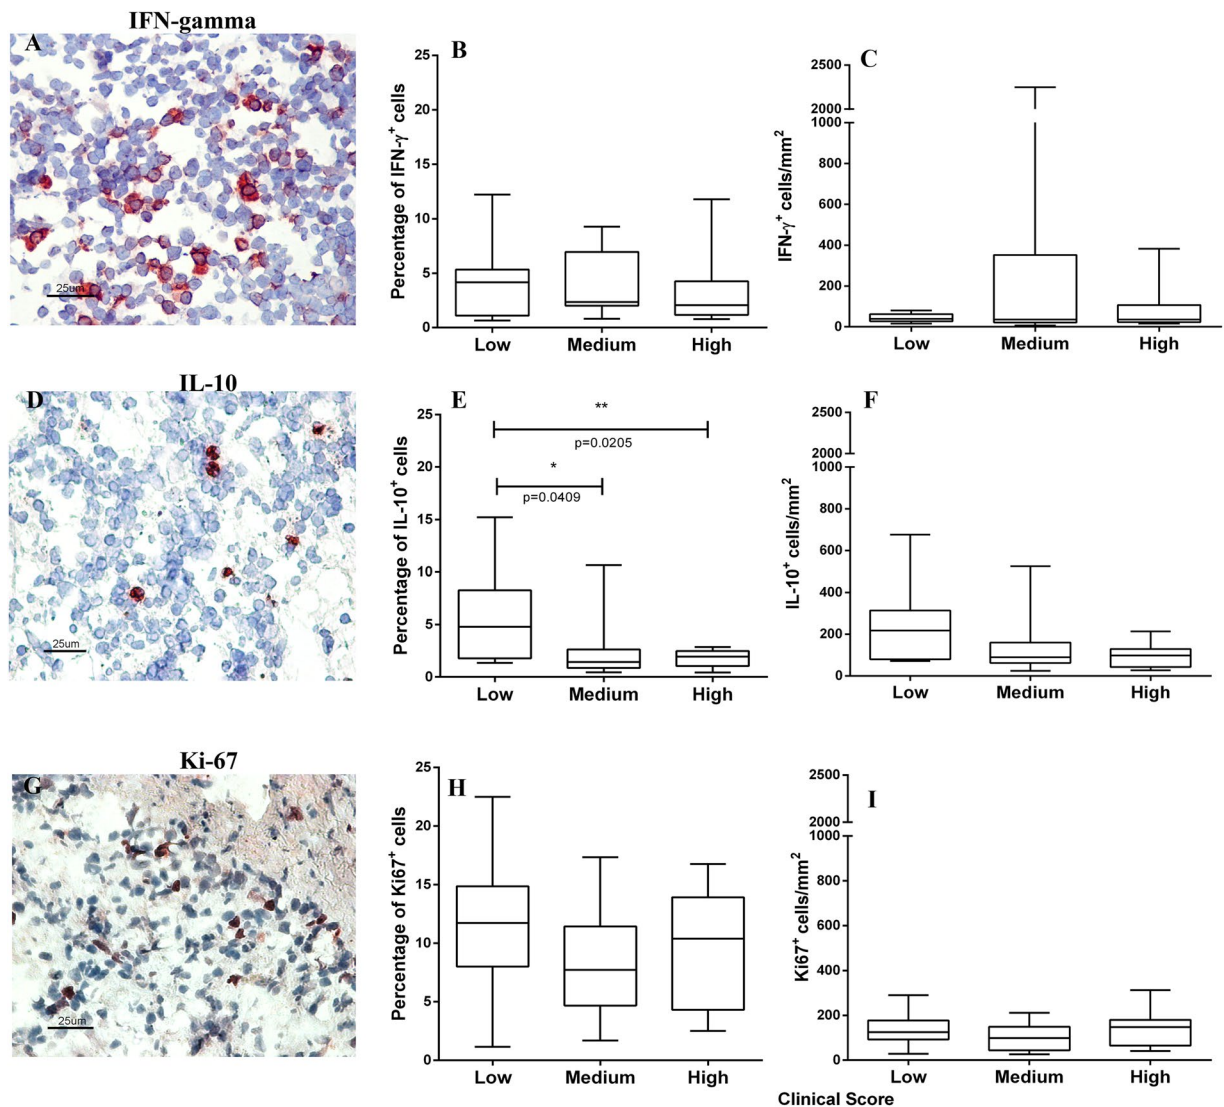 IFN-gamma
A
25um
B
Percentage of IFN-γ⁺ cells
25
20
15
10
5
0
Low Medium High
C
IFN-γ⁺ cells/mm²
2500
2000
1000
800
600
400
200
0
Low Medium High
IL-10
D
25um
E
Percentage of IL-10⁺ cells
25
20
15
10
5
0
**
p=0.0205
*
p=0.0409
Low Medium High
F
IL-10⁺ cells/mm²
2500
2000
1000
800
600
400
200
0
Low Medium High
Ki-67
G
25um
H
Percentage of Ki67⁺ cells
25
20
15
10
5
0
Low Medium High
I
Ki67⁺ cells/mm²
2500
2000
1000
800
600
400
200
0
Low Medium High
Clinical Score